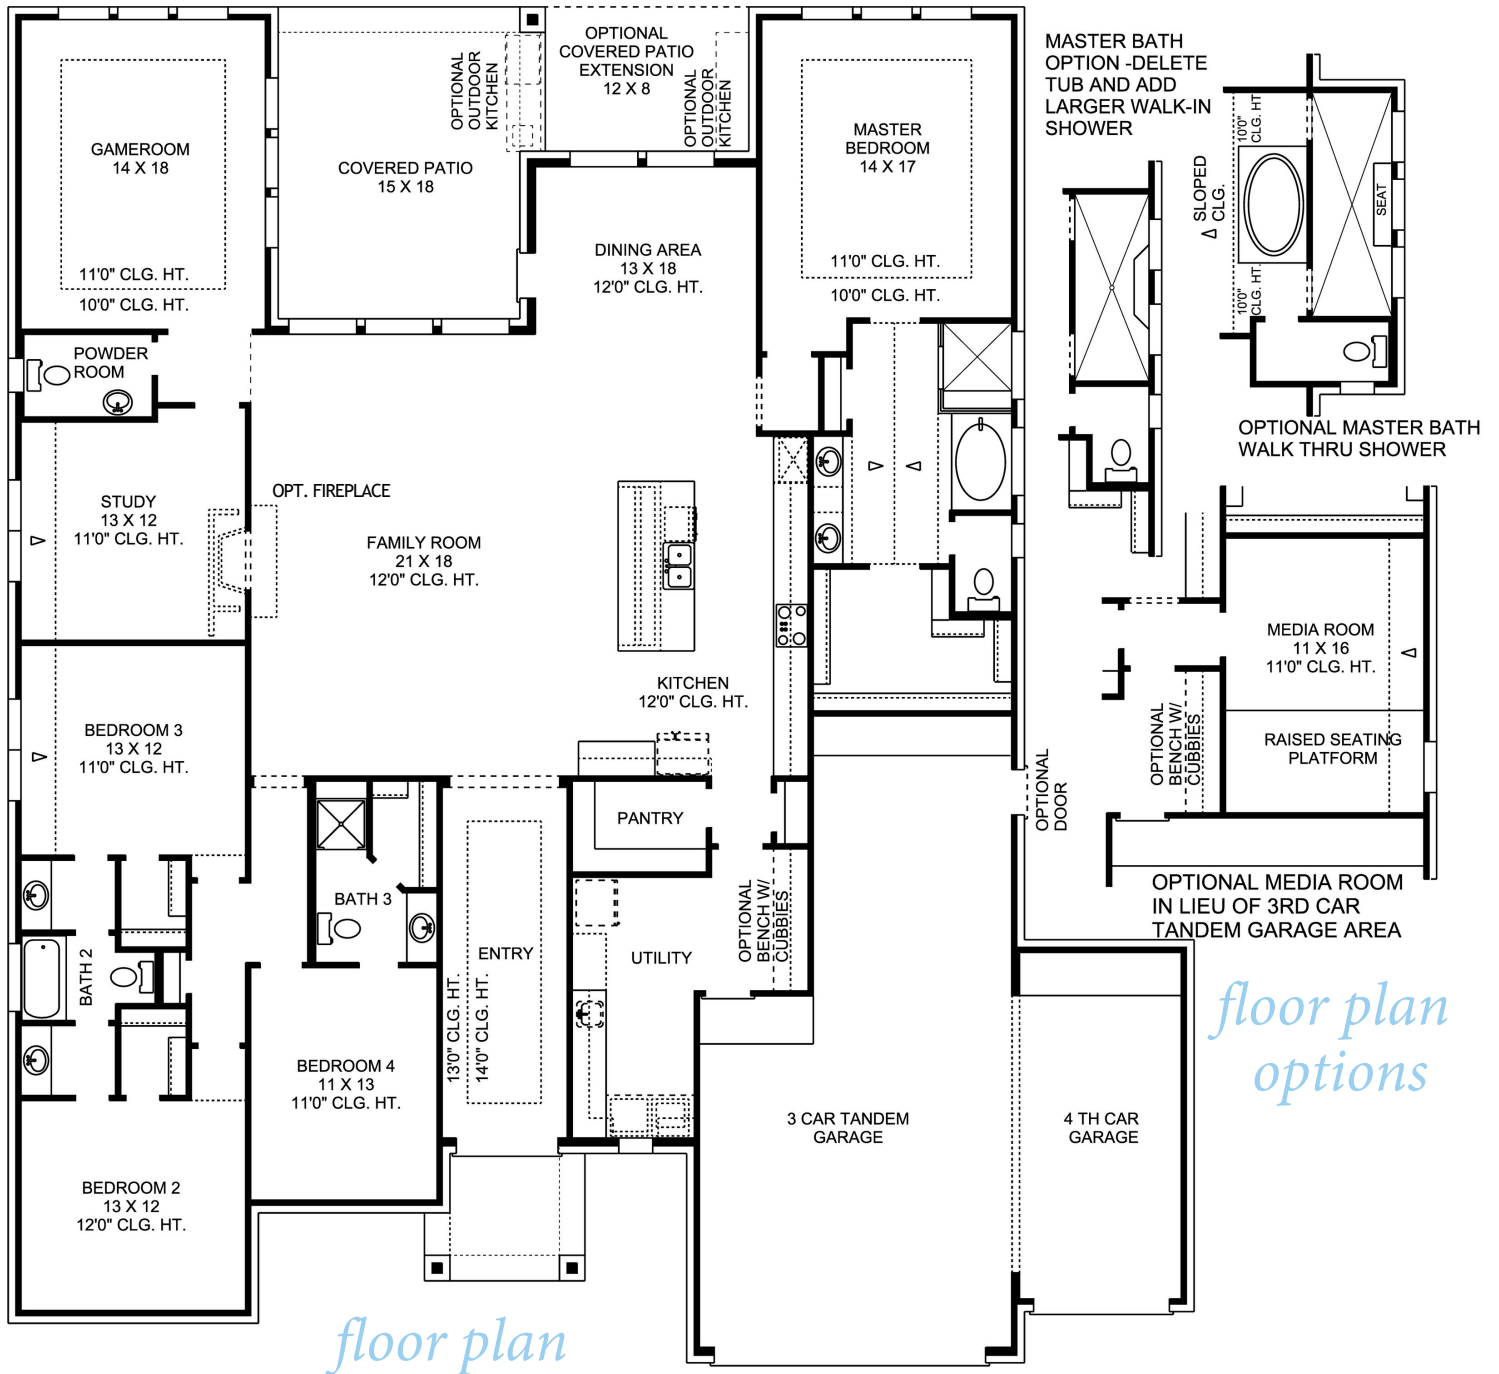 GAMEROOM
14 X 18
11'0" CLG. HT.
10'0" CLG. HT.
COVERED PATIO
15 X 18
OPTIONAL
OUTDOOR
KITCHEN
OPTIONAL
COVERED PATIO
EXTENSION
12 X 8
OPTIONAL
OUTDOOR
KITCHEN
MASTER
BEDROOM
14 X 17
11'0" CLG. HT.
10'0" CLG. HT.
DINING AREA
13 X 18
12'0" CLG. HT.
POWDER
ROOM
STUDY
13 X 12
11'0" CLG. HT.
OPT. FIREPLACE
FAMILY ROOM
21 X 18
12'0" CLG. HT.
KITCHEN
12'0" CLG. HT.
BEDROOM 3
13 X 12
11'0" CLG. HT.
PANTRY
BATH 3
BATH 2
ENTRY
13'0" CLG. HT.
14'0" CLG. HT.
UTILITY
OPTIONAL
BENCH W/
CUBBIES
OPTIONAL
DOOR
BEDROOM 4
11 X 13
11'0" CLG. HT.
BEDROOM 2
13 X 12
12'0" CLG. HT.
3 CAR TANDEM
GARAGE
4 TH CAR
GARAGE
floor plan
MASTER BATH
OPTION -DELETE
TUB AND ADD
LARGER WALK-IN
SHOWER
10'0"
CLG. HT
SLOPED
CLG.
SEAT
10'0"
CLG. HT.
OPTIONAL MASTER BATH
WALK THRU SHOWER
MEDIA ROOM
11 X 16
11'0" CLG. HT.
RAISED SEATING
PLATFORM
OPTIONAL
BENCH W/
CUBBIES
OPTIONAL MEDIA ROOM
IN LIEU OF 3RD CAR
TANDEM GARAGE AREA
floor plan
options